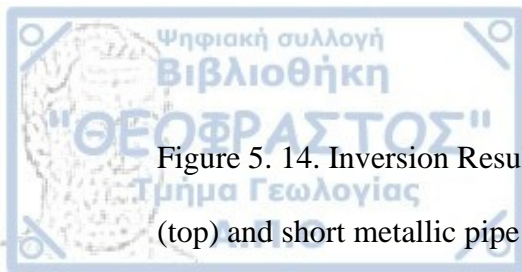 Ψηφιακή συλλογή
Βιβλιοθήκη
"ΘΕΟΦΡΑΣΤΟΣ"
Figure 5. 14. Inversion Resu
Τμήμα Γεωλογίας
(top) and short metallic pipe
Α.Π.Θ